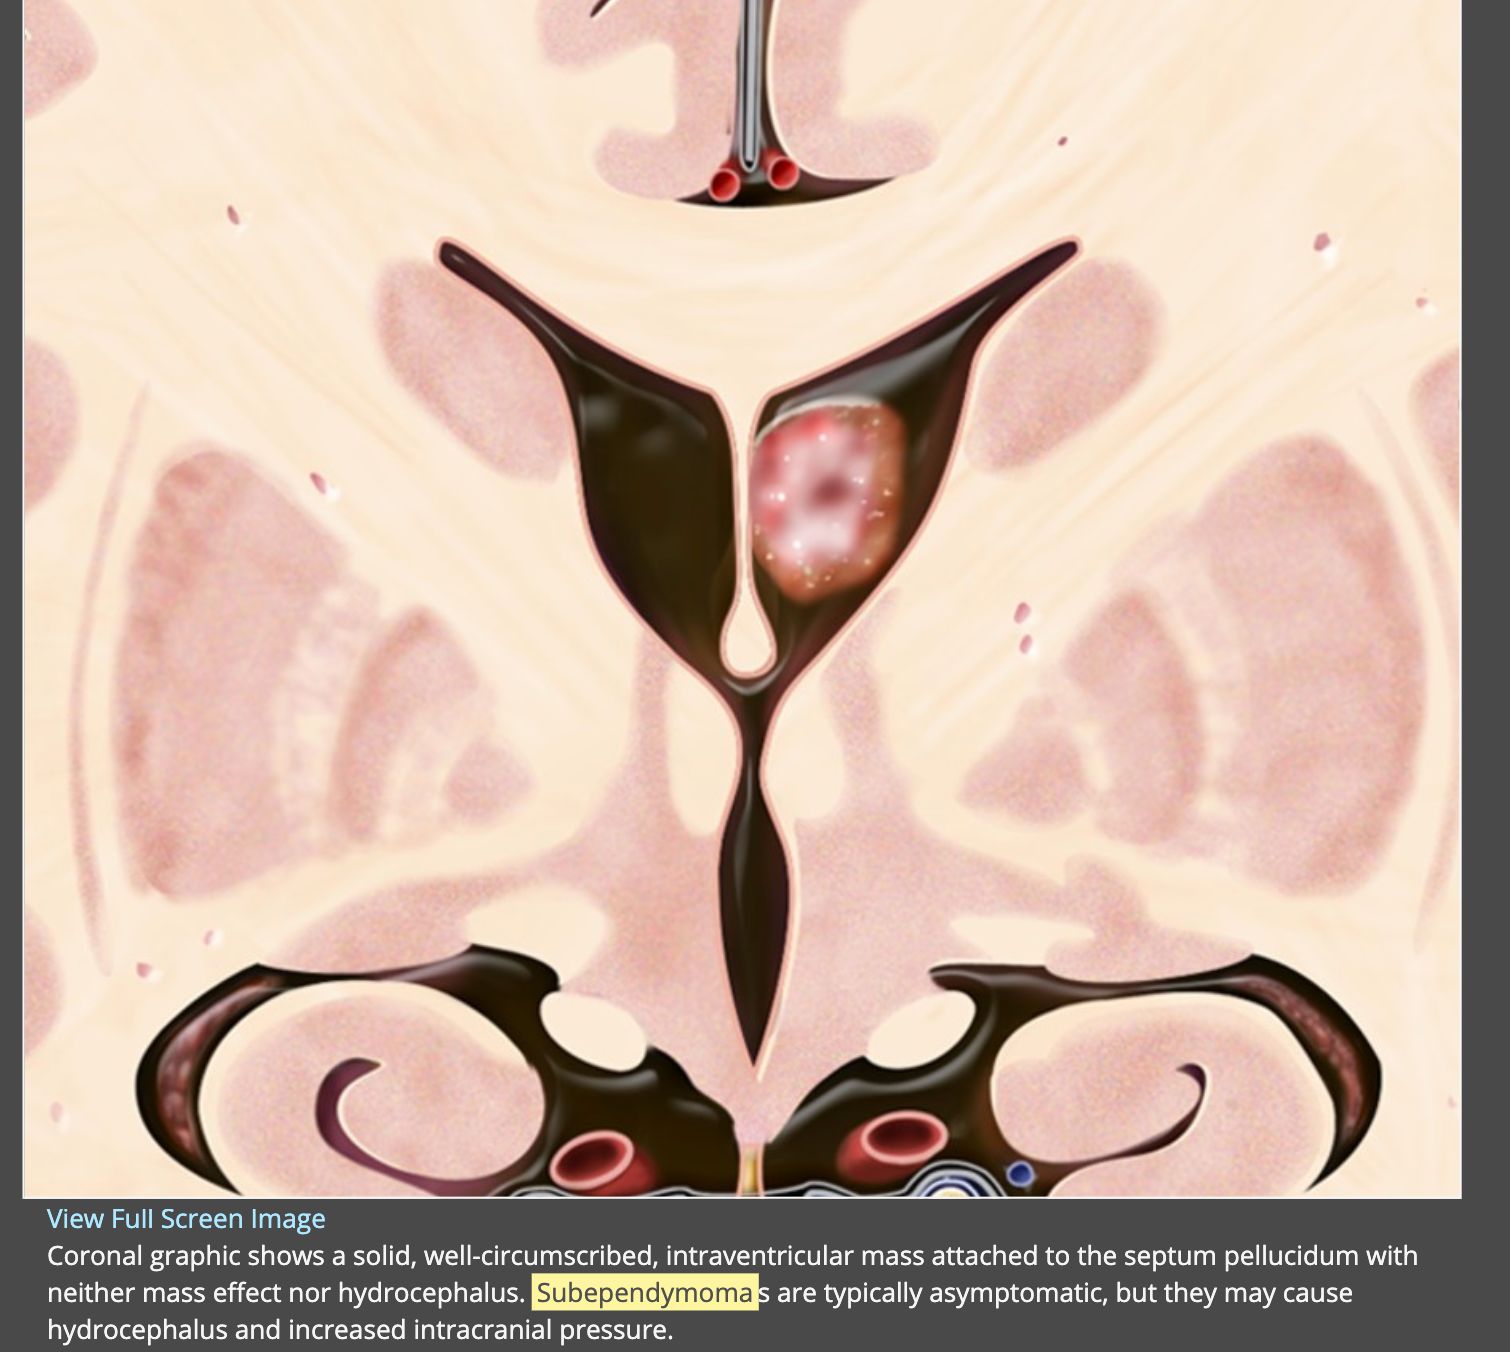 View Full Screen Image
Coronal graphic shows a solid, well-circumscribed, intraventricular mass attached to the septum pellucidum with
neither mass effect nor hydrocephalus. Subependymomas are typically asymptomatic, but they may cause
hydrocephalus and increased intracranial pressure.